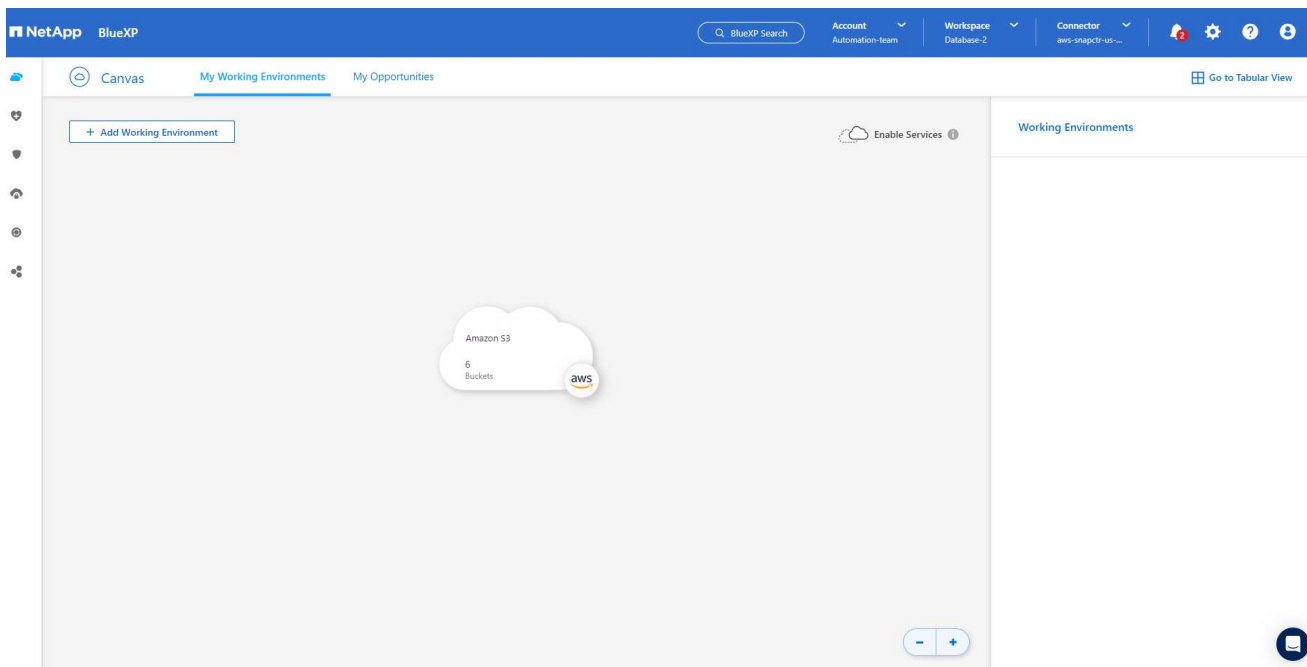 NetApp BlueXP
BlueXP Search
Account
Automation-team
Workspace
Database-2
Connector
aws-snapctr-us-...
2
Canvas
My Working Environments
My Opportunities
Go to Tabular View
+ Add Working Environment
Enable Services
Working Environments
Amazon S3
6
Buckets
aws